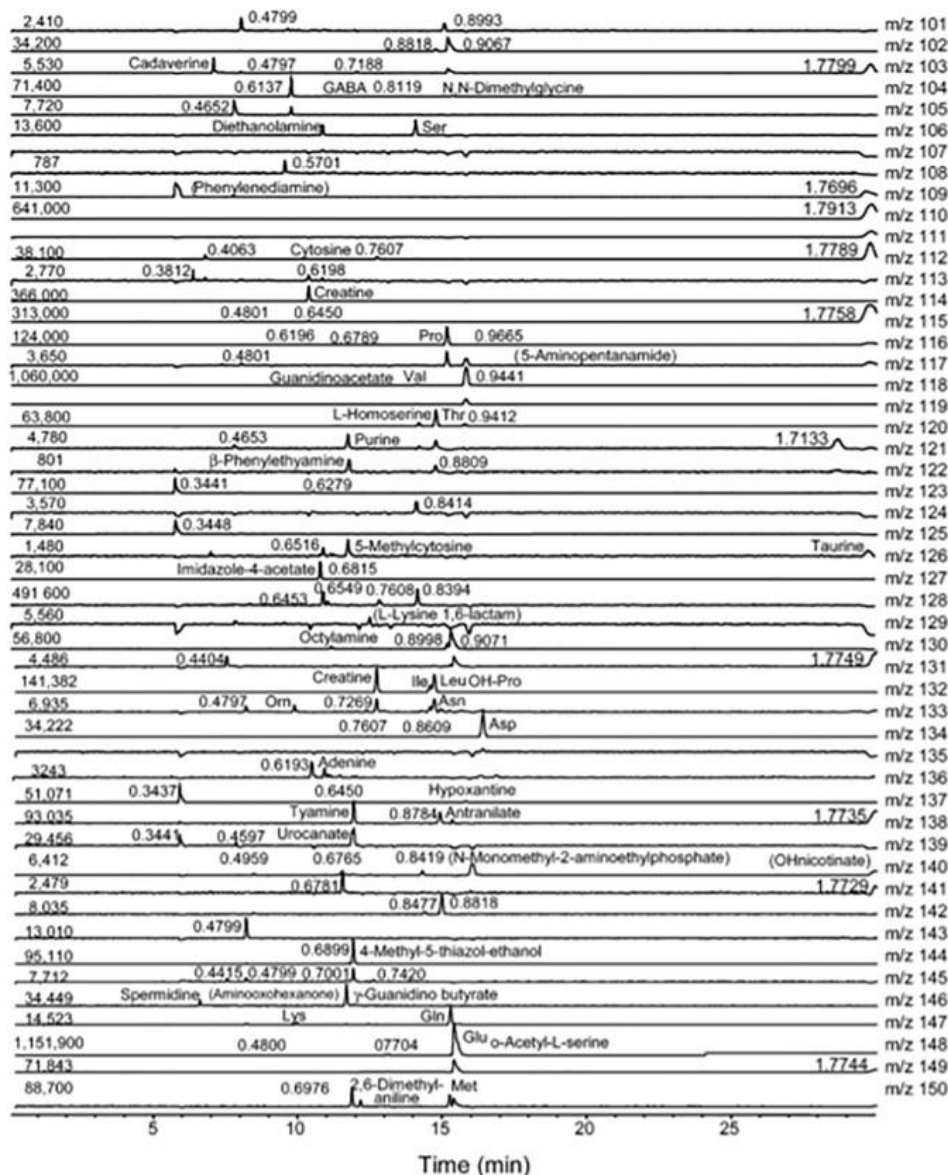 2,410 0.4799 0.8993 m/z 101
34,200 0.8818 0.9067 m/z 102
5,530 Cadaverine 0.4797 0.7188 1.7799 m/z 103
71,400 0.6137 GABA 0.8119 N,N-Dimethylglycine m/z 104
7,720 0.4652 m/z 105
13,600 Diethanolamine Ser m/z 106
m/z 107
787 0.5701 m/z 108
11,300 (Phenylenediamine) 1.7696 m/z 109
641,000 1.7913 m/z 110
m/z 111
38,100 0.4063 Cytosine 0.7607 1.7789 m/z 112
2,770 0.3812 0.6198 m/z 113
366,000 Creatine m/z 114
313,000 0.4801 0.6450 1.7758 m/z 115
124,000 0.6196 0.6789 Pro 0.9665 m/z 116
3,650 0.4801 (5-Aminopentanamide) m/z 117
1,060,000 Guanidinoacetate Val 0.9441 m/z 118
m/z 119
63,800 L-Homoserine Thr 0.9412 m/z 120
4,780 0.4653 Purine 1.7133 m/z 121
801 β-Phenylethyamine 0.8809 m/z 122
77,100 0.3441 0.6279 m/z 123
3,570 0.8414 m/z 124
7,840 0.3448 m/z 125
1,480 0.6516 5-Methylcytosine Taurine m/z 126
28,100 Imidazole-4-acetate 0.6815 m/z 127
491 600 0.6453 0.6549 0.7608 0.8394 m/z 128
5,560 (L-Lysine 1,6-lactam) m/z 129
56,800 Octylamine 0.8998 0.9071 m/z 130
4,486 0.4404 1.7749 m/z 131
141,382 Creatine Ile Leu OH-Pro m/z 132
6,935 0.4797 Orn 0.7269 Asn m/z 133
34,222 0.7607 0.8609 Asp m/z 134
m/z 135
3243 0.6193 Adenine m/z 136
51,071 0.3437 0.6450 Hypoxantine m/z 137
93,035 Tyamine 0.8784 Antranilate 1.7735 m/z 138
29,456 0.3441 0.4597 Urocanate m/z 139
6,412 0.4959 0.6765 0.8419 (N-Monomethyl-2-aminoethylphosphate) (OHnicotinate) m/z 140
2,479 0.6781 1.7729 m/z 141
8,035 0.8477 0.8818 m/z 142
13,010 0.4799 m/z 143
95,110 0.6899 4-Methyl-5-thiazol-ethanol m/z 144
7,712 0.4415 0.4799 0.7001 0.7420 m/z 145
34,449 Spermidine (Aminooxohexanone) γ-Guanidino butyrate m/z 146
14,523 Lys Gln m/z 147
1,151,900 0.4800 07704 Glu o-Acetyl-L-serine m/z 148
71,843 1.7744 m/z 149
88,700 0.6976 2,6-Dimethyl-aniline Met m/z 150
5 10 15 20 25 30
Time (min)